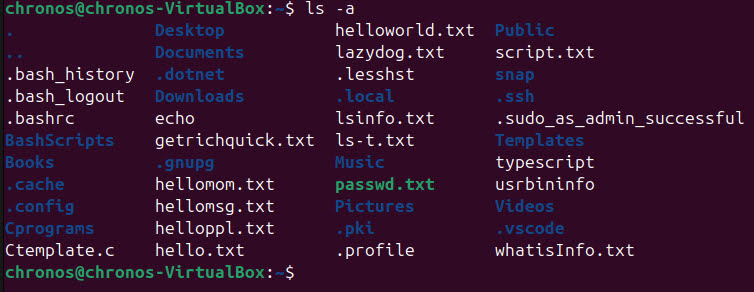 chronos@chronos-VirtualBox:~$ ls -a
. Desktop helloworld.txt Public
.. Documents lazydog.txt script.txt
.bash_history .dotnet .lesshst snap
.bash_logout Downloads .local .ssh
.bashrc echo lsinfo.txt .sudo_as_admin_successful
BashScripts getrichquick.txt ls-t.txt Templates
Books .gnupg Music typescript
.cache hellomom.txt passwd.txt usrbininfo
.config hellomsg.txt Pictures Videos
Cprograms helloppl.txt .pki .vscode
Ctemplate.c hello.txt .profile whatisInfo.txt
chronos@chronos-VirtualBox:~$